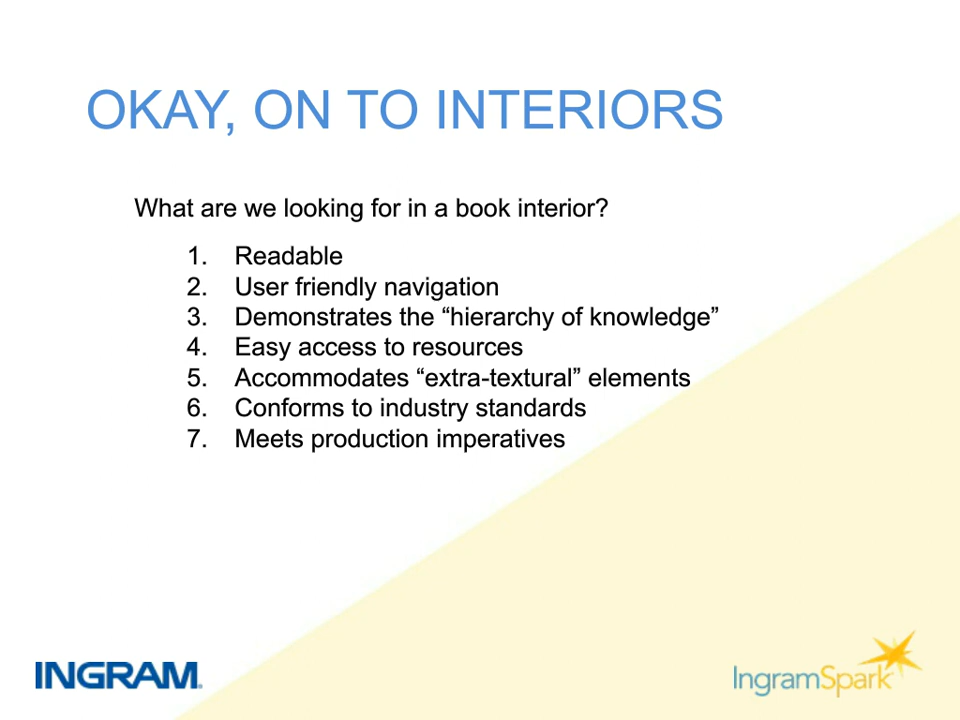 OKAY, ON TO INTERIORS
What are we looking for in a book interior?
1. Readable
2. User friendly navigation
3. Demonstrates the “hierarchy of knowledge”
4. Easy access to resources
5. Accommodates “extra-textural” elements
6. Conforms to industry standards
7. Meets production imperatives
INGRAM
IngramSpark